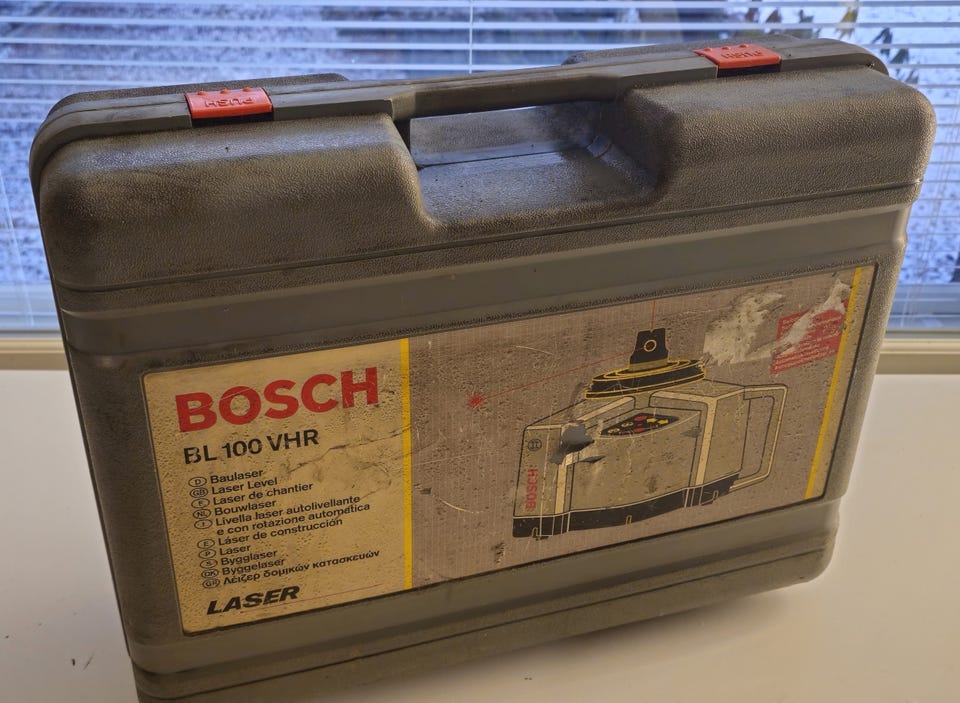 PUSH
PUSH
BOSCH
BL 100 VHR
D Baulaser
GB Laser Level
F Laser de chantier
NL Bouwlaser
I Livella laser autolivellante
e con rotazione automatica
E Láser de construcción
P Laser
S Bygglaser
DK Byggelaser
GR Λέιζερ δομικών κατασκευών
LASER
BOSCH